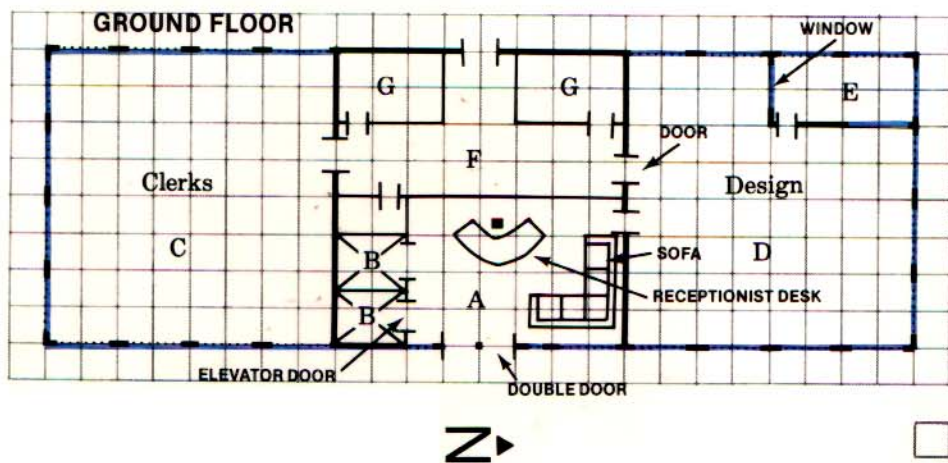 GROUND FLOOR
WINDOW
G
G
E
DOOR
F
Clerks
Design
C
B
SOFA
D
A
RECEPTIONIST DESK
B
ELEVATOR DOOR
DOUBLE DOOR
N